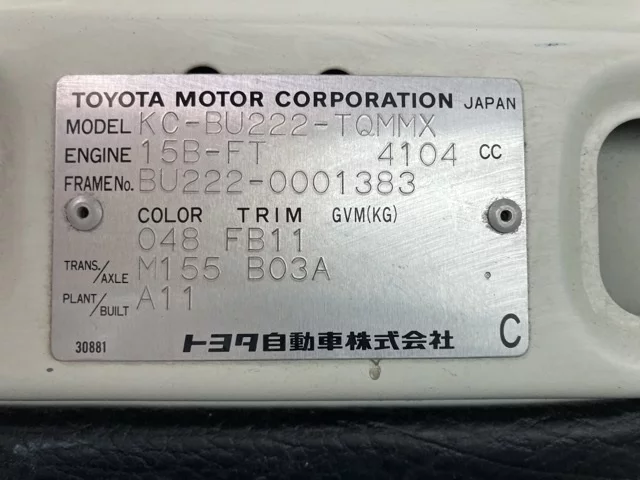 TOYOTA MOTOR CORPORATION JAPAN
MODEL KC-BU222-TQMMX
ENGINE 15B-FT 4104 CC
FRAME No. BU222-0001383
COLOR TRIM GVM(KG)
048 FB11
TRANS./AXLE M155 B03A
PLANT/BUILT A11
30881 トヨタ自動車株式会社 C